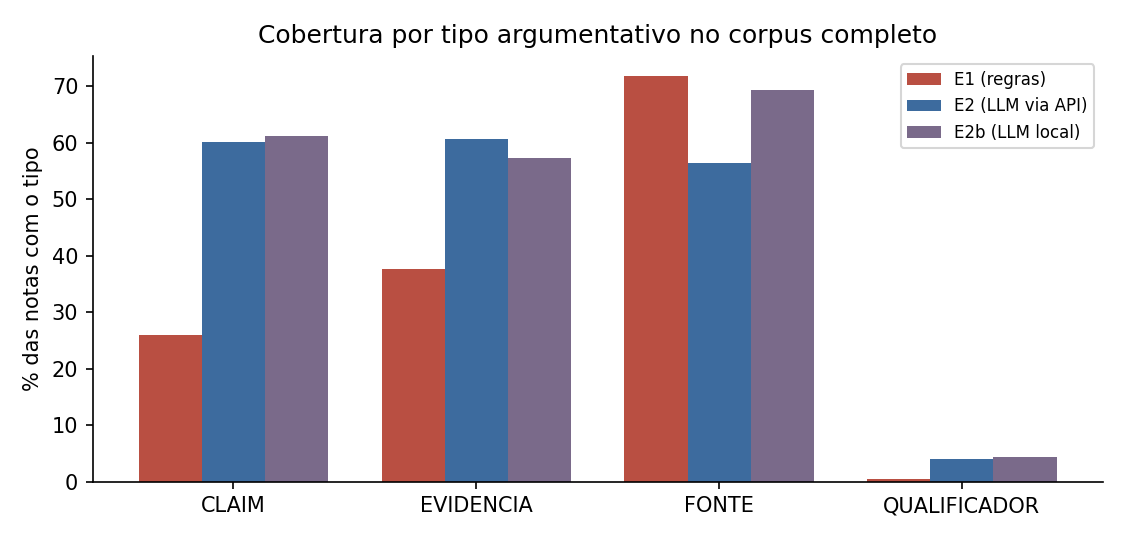 Cobertura por tipo argumentativo no corpus completo
E1 (regras)
E2 (LLM via API)
E2b (LLM local)
% das notas com o tipo
70
60
50
40
30
20
10
0
CLAIM
EVIDENCIA
FONTE
QUALIFICADOR